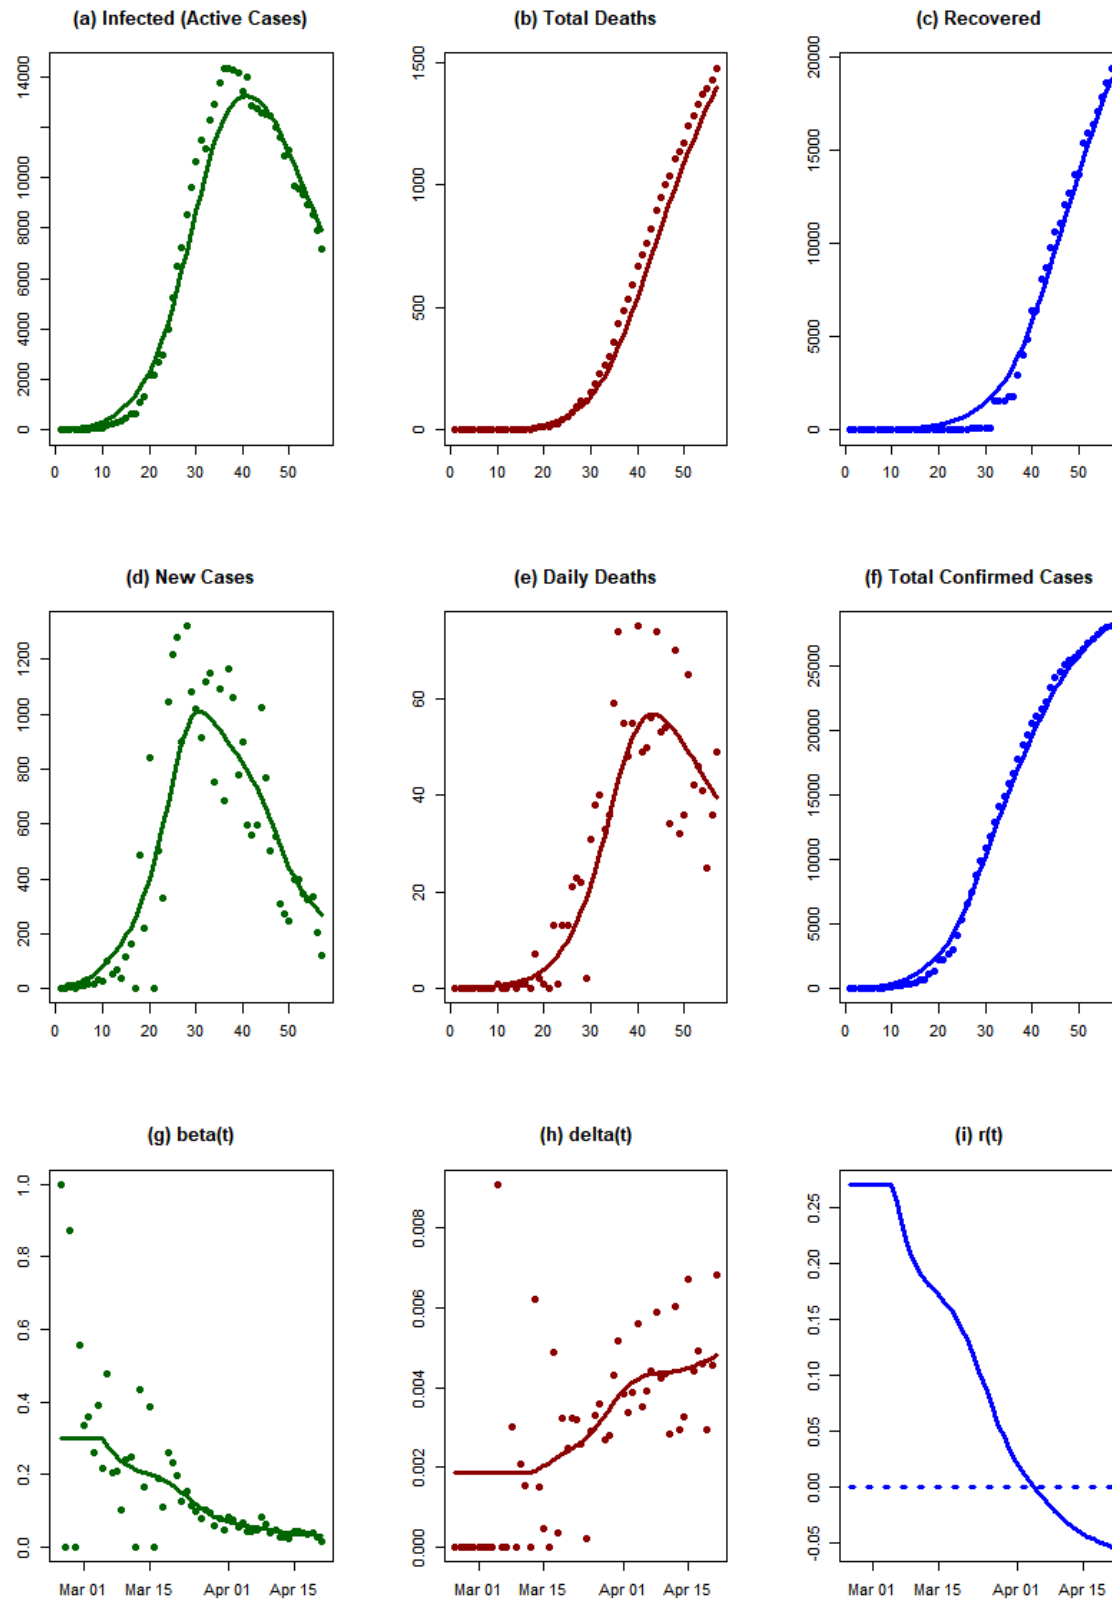 (a) Infected (Active Cases)
(b) Total Deaths
(c) Recovered
0 2000 4000 6000 8000 10000 14000
0 500 1000 1500
0 5000 10000 15000 20000
0 10 20 30 40 50
0 10 20 30 40 50
0 10 20 30 40 50
(d) New Cases
(e) Daily Deaths
(f) Total Confirmed Cases
0 200 400 600 800 1000 1200
0 20 40 60
0 5000 10000 15000 20000 25000
0 10 20 30 40 50
0 10 20 30 40 50
0 10 20 30 40 50
(g) beta(t)
(h) delta(t)
(i) r(t)
0.0 0.2 0.4 0.6 0.8 1.0
0.000 0.002 0.004 0.006 0.008
-0.05 0.00 0.05 0.10 0.15 0.20 0.25
Mar 01 Mar 15 Apr 01 Apr 15
Mar 01 Mar 15 Apr 01 Apr 15
Mar 01 Mar 15 Apr 01 Apr 15